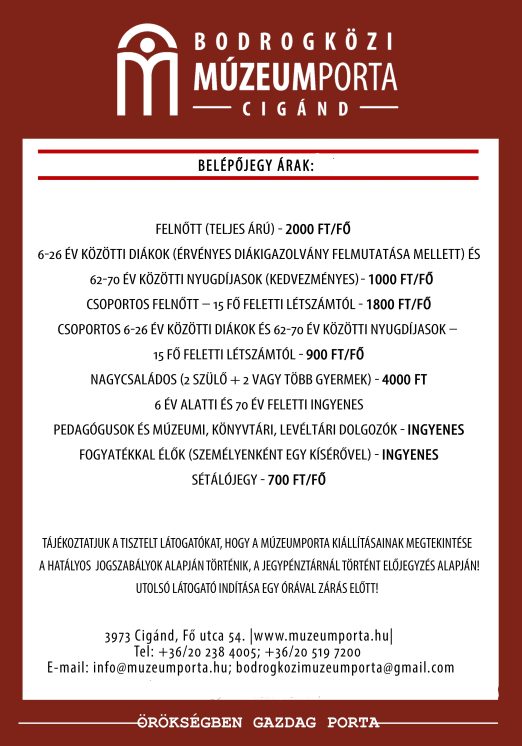 BODROGKÖZI
MÚZEUMPORTA
CIGÁND
BELÉPŐJEGY ÁRAK:
FELNŐTT (TELJES ÁRÚ) - 2000 FT/FŐ
6-26 ÉV KÖZÖTTI DIÁKOK (ÉRVÉNYES DIÁKIGAZOLVÁNY FELMUTATÁSA MELLETT) ÉS
62-70 ÉV KÖZÖTTI NYUGDÍJASOK (KEDVEZMÉNYES) - 1000 FT/FŐ
CSOPORTOS FELNŐTT – 15 FŐ FELETTI LÉTSZÁMTÓL - 1800 FT/FŐ
CSOPORTOS 6-26 ÉV KÖZÖTTI DIÁKOK ÉS 62-70 ÉV KÖZÖTTI NYUGDÍJASOK –
15 FŐ FELETTI LÉTSZÁMTÓL - 900 FT/FŐ
NAGYCSALÁDOS (2 SZÜLŐ + 2 VAGY TÖBB GYERMEK) - 4000 FT
6 ÉV ALATTI ÉS 70 ÉV FELETTI INGYENES
PEDAGÓGUSOK ÉS MÚZEUMI, KÖNYVTÁRI, LEVÉLTÁRI DOLGOZÓK - INGYENES
FOGYATÉKKAL ÉLŐK (SZEMÉLYENKÉNT EGY KÍSÉRŐVEL) - INGYENES
SÉTÁLÓJEGY - 700 FT/FŐ
TÁJÉKOZTATJUK A TISZTELT LÁTOGATÓKAT, HOGY A MÚZEUMPORTA KIÁLLÍTÁSAINAK MEGTEKINTÉSE
A HATÁLYOS JOGSZABÁLYOK ALAPJÁN TÖRTÉNIK, A JEGYPÉNZTÁRNÁL TÖRTÉNT ELŐJEGYZÉS ALAPJÁN!
UTOLSÓ LÁTOGATÓ INDÍTÁSA EGY ÓRÁVAL ZÁRÁS ELŐTT!
3973 Cigánd, Fő utca 54. |www.muzeumporta.hu|
Tel: +36/20 238 4005; +36/20 519 7200
E-mail: info@muzeumporta.hu; bodrogkozimuzeumporta@gmail.com
ÖRÖKSÉGBEN GAZDAG PORTA